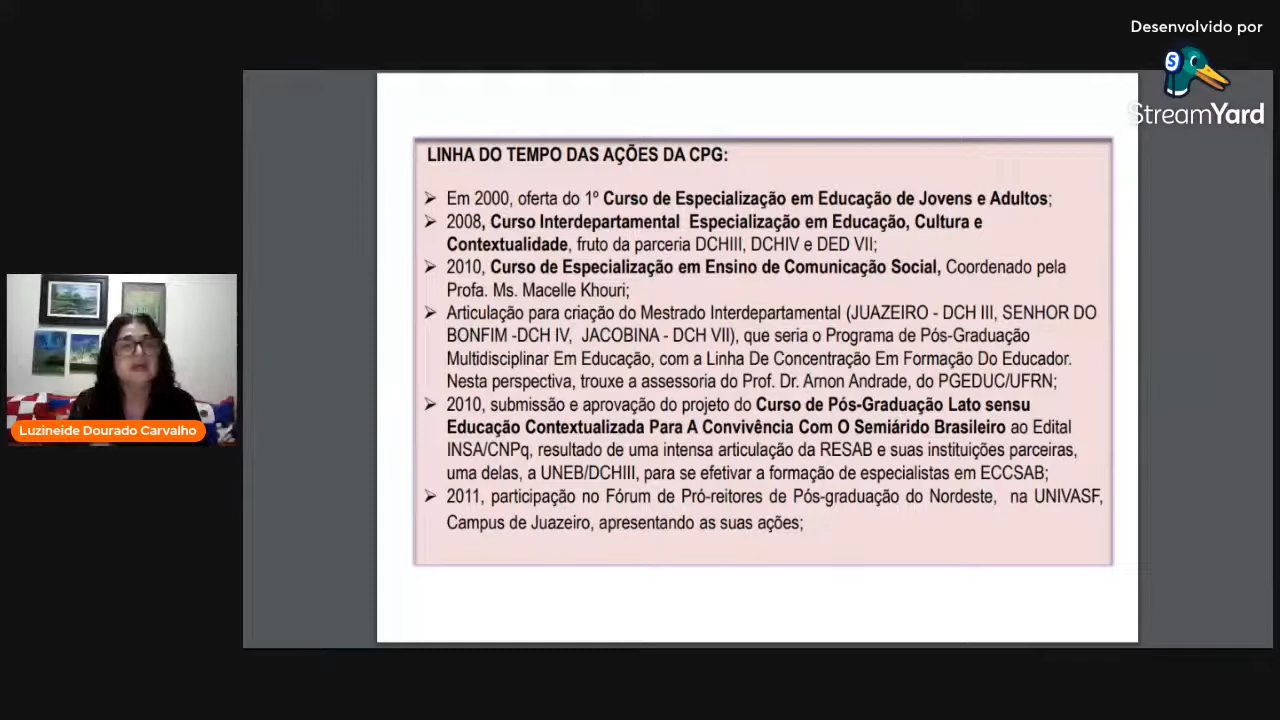 Desenvolvido por
StreamYard
LINHA DO TEMPO DAS AÇÕES DA CPG:
➢ Em 2000, oferta do 1º Curso de Especialização em Educação de Jovens e Adultos;
➢ 2008, Curso Interdepartamental Especialização em Educação, Cultura e
Contextualidade, fruto da parceria DCHIII, DCHIV e DED VII;
➢ 2010, Curso de Especialização em Ensino de Comunicação Social, Coordenado pela
Profa. Ms. Macelle Khouri;
➢ Articulação para criação do Mestrado Interdepartamental (JUAZEIRO - DCH III, SENHOR DO
BONFIM -DCH IV, JACOBINA - DCH VII), que seria o Programa de Pós-Graduação
Multidisciplinar Em Educação, com a Linha De Concentração Em Formação Do Educador.
Nesta perspectiva, trouxe a assessoria do Prof. Dr. Arnon Andrade, do PGEDUC/UFRN;
➢ 2010, submissão e aprovação do projeto do Curso de Pós-Graduação Lato sensu
Educação Contextualizada Para A Convivência Com O Semiárido Brasileiro ao Edital
INSA/CNPq, resultado de uma intensa articulação da RESAB e suas instituições parceiras,
uma delas, a UNEB/DCHIII, para se efetivar a formação de especialistas em ECCSAB;
➢ 2011, participação no Fórum de Pró-reitores de Pós-graduação do Nordeste, na UNIVASF,
Campus de Juazeiro, apresentando as suas ações;
Luzineide Dourado Carvalho